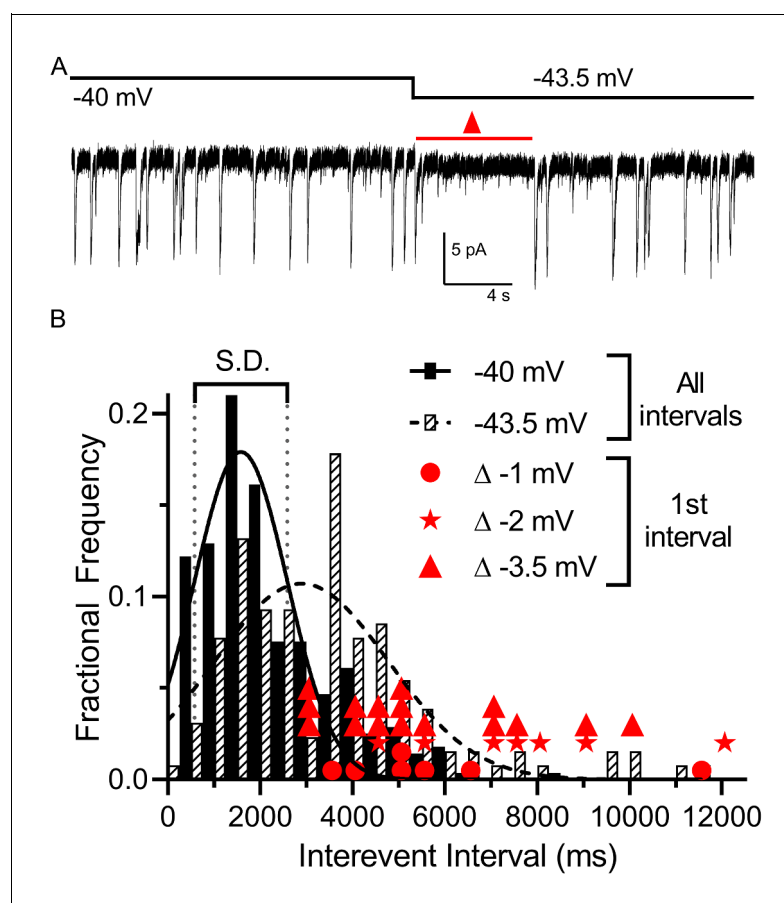 A
-40 mV
-43.5 mV
5 pA
4 s
B
S.D.
-40 mV
-43.5 mV
All
intervals
Δ -1 mV
Δ -2 mV
Δ -3.5 mV
1st
interval
Fractional Frequency
0.2
0.1
0.0
0 2000 4000 6000 8000 10000 12000
Interevent Interval (ms)